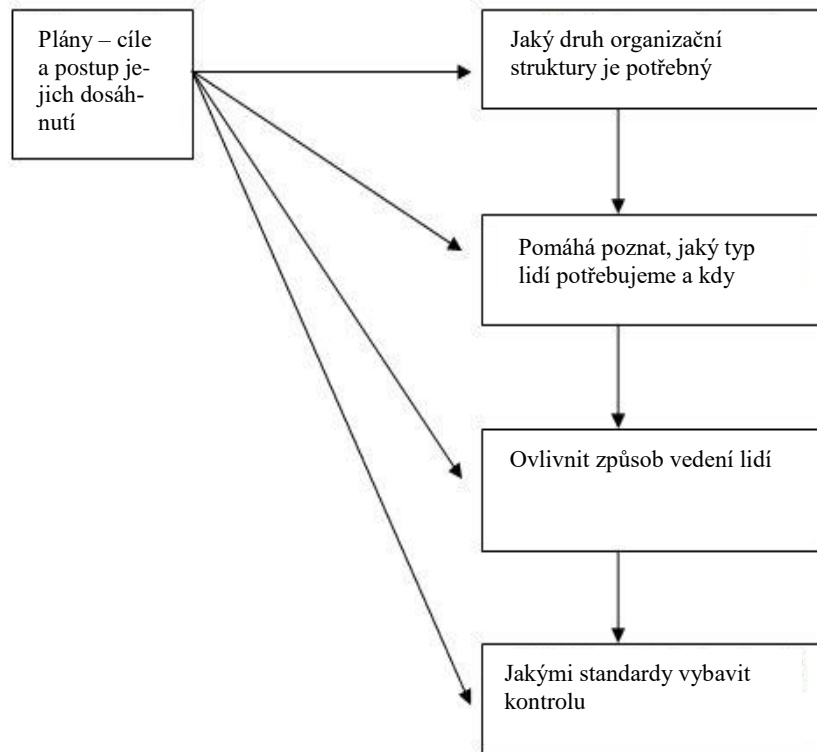 Plány – cíle
a postup je-
jich dosáh-
nutí
Jaký druh organizační
struktury je potřebný
Pomáhá poznat, jaký typ
lidí potřebujeme a kdy
Ovlivnit způsob vedení lidí
Jakými standardy vybavit
kontrolu